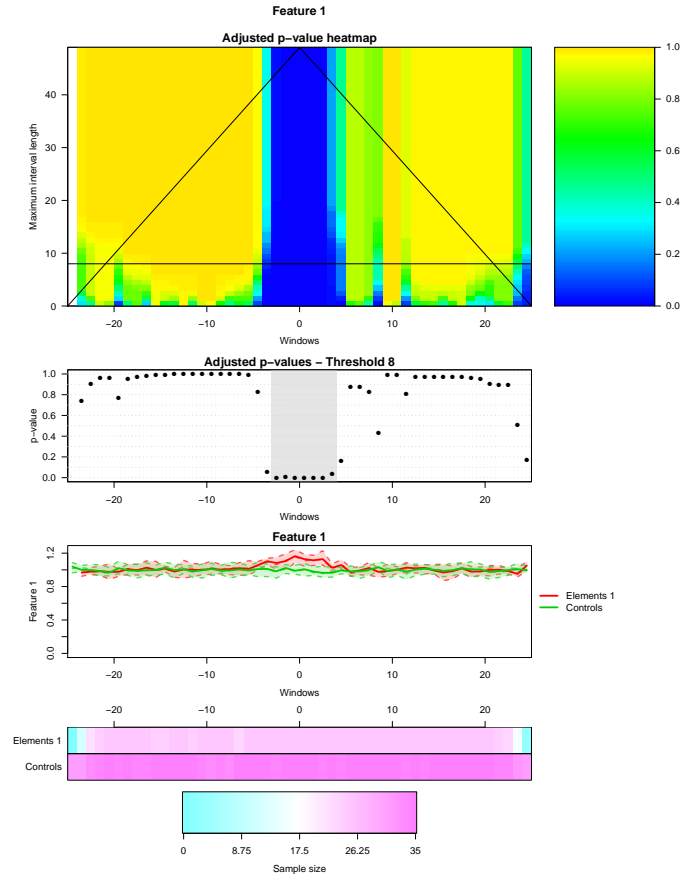 Feature 1
Adjusted p−value heatmap
Maximum interval length
40
30
20
10
0
−20 −10 0 10 20
Windows
1.0
0.8
0.6
0.4
0.2
0.0
Adjusted p−values − Threshold 8
p−value
1.0
0.8
0.6
0.4
0.2
0.0
−20 −10 0 10 20
Windows
Feature 1
Feature 1
1.2
0.8
0.4
0.0
−20 −10 0 10 20
Windows
Elements 1
Controls
−20 −10 0 10 20
Elements 1
Controls
0 8.75 17.5 26.25 35
Sample size